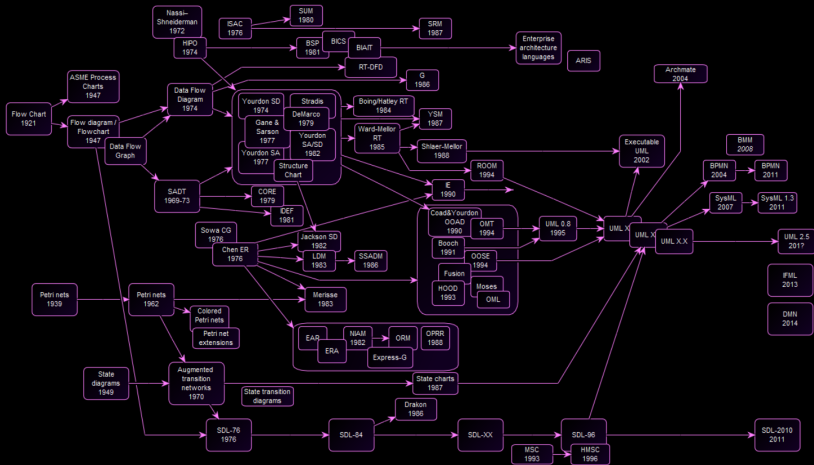 Nassi–
Shneiderman
1972
HIPO
1974
ISAC
1976
SUM
1980
SRM
1987
BSP
1981
BICS
BIAIT
Enterprise
architecture
languages
ARIS
RT-DFD
G
1986
Archmate
2004
ASME Process
Charts
1947
Flow Chart
1921
Flow diagram /
Flowchart
1947
Data Flow
Graph
Data Flow
Diagram
1974
Yourdon SD
1974
Stradis
DeMarco
1979
Gane &
Sarson
1977
Yourdon
SA/SD
1982
Yourdon SA
1977
Structure
Chart
Boing/Hatley RT
1984
YSM
1987
Ward-Mellor
RT
1985
Shlaer-Mellor
1988
ROOM
1994
Executable
UML
2002
BMM
2008
BPMN
2004
BPMN
2011
SysML
2007
SysML 1.3
2011
SADT
1969-73
CORE
1979
IDEF
1981
IE
1990
Sowa CG
1976
Chen ER
1976
Jackson SD
1982
LDM
1983
SSADM
1986
Merisse
1983
Coad&Yourdon
OOAD
1990
OMT
1994
Booch
1991
OOSE
1994
Fusion
HOOD
1993
Moses
OML
UML 0.8
1995
UML X
UML X
UML X.X
UML 2.5
201?
IFML
2013
DMN
2014
Petri nets
1939
Petri nets
1962
Colored
Petri nets
Petri net
extensions
EAR
ERA
NIAM
1982
ORM
OPRR
1988
Express-G
State
diagrams
1949
Augmented
transition
networks
1970
State transition
diagrams
State charts
1987
Drakon
1986
SDL-76
1976
SDL-84
SDL-XX
SDL-96
SDL-2010
2011
MSC
1993
HMSC
1996